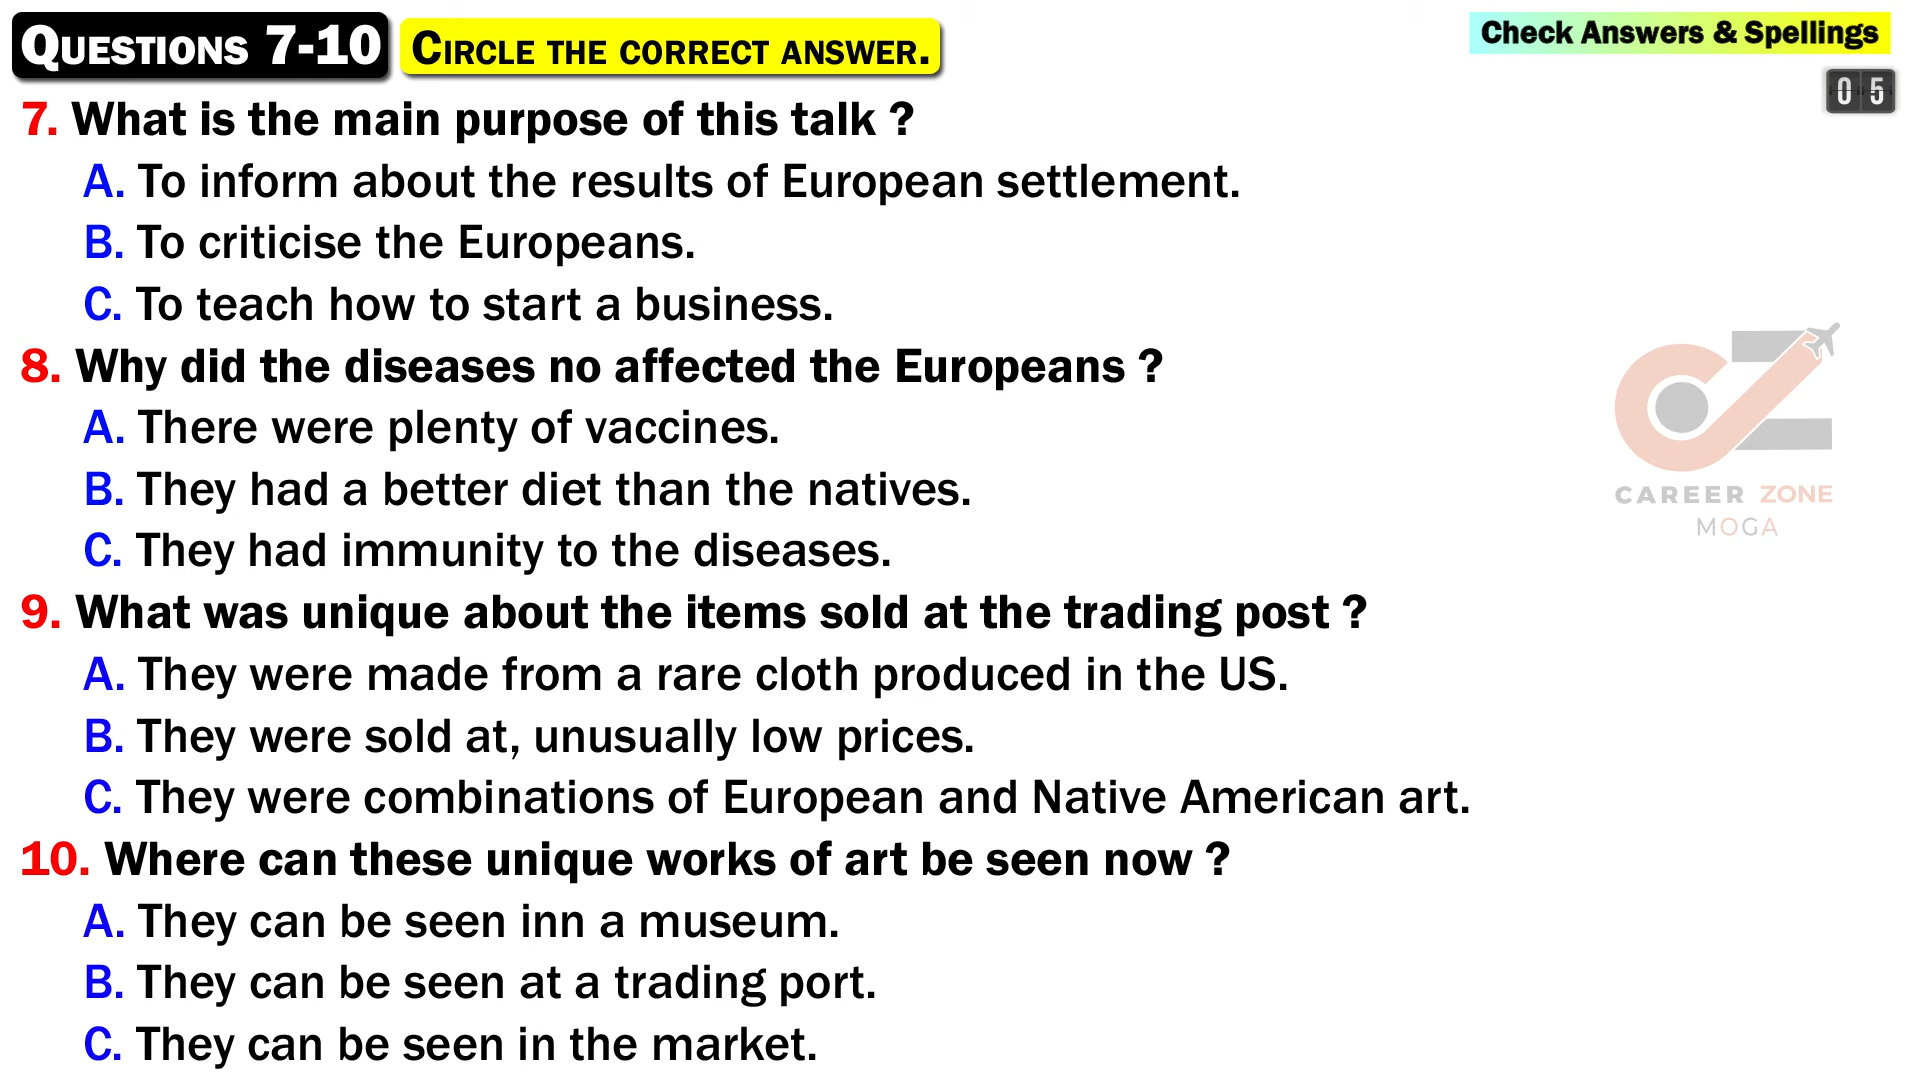 QUESTIONS 7-10 CIRCLE THE CORRECT ANSWER.
Check Answers & Spellings
05
7. What is the main purpose of this talk ?
A. To inform about the results of European settlement.
B. To criticise the Europeans.
C. To teach how to start a business.
8. Why did the diseases no affected the Europeans ?
A. There were plenty of vaccines.
B. They had a better diet than the natives.
C. They had immunity to the diseases.
CAREER ZONE
MOGA
9. What was unique about the items sold at the trading post ?
A. They were made from a rare cloth produced in the US.
B. They were sold at, unusually low prices.
C. They were combinations of European and Native American art.
10. Where can these unique works of art be seen now ?
A. They can be seen inn a museum.
B. They can be seen at a trading port.
C. They can be seen in the market.